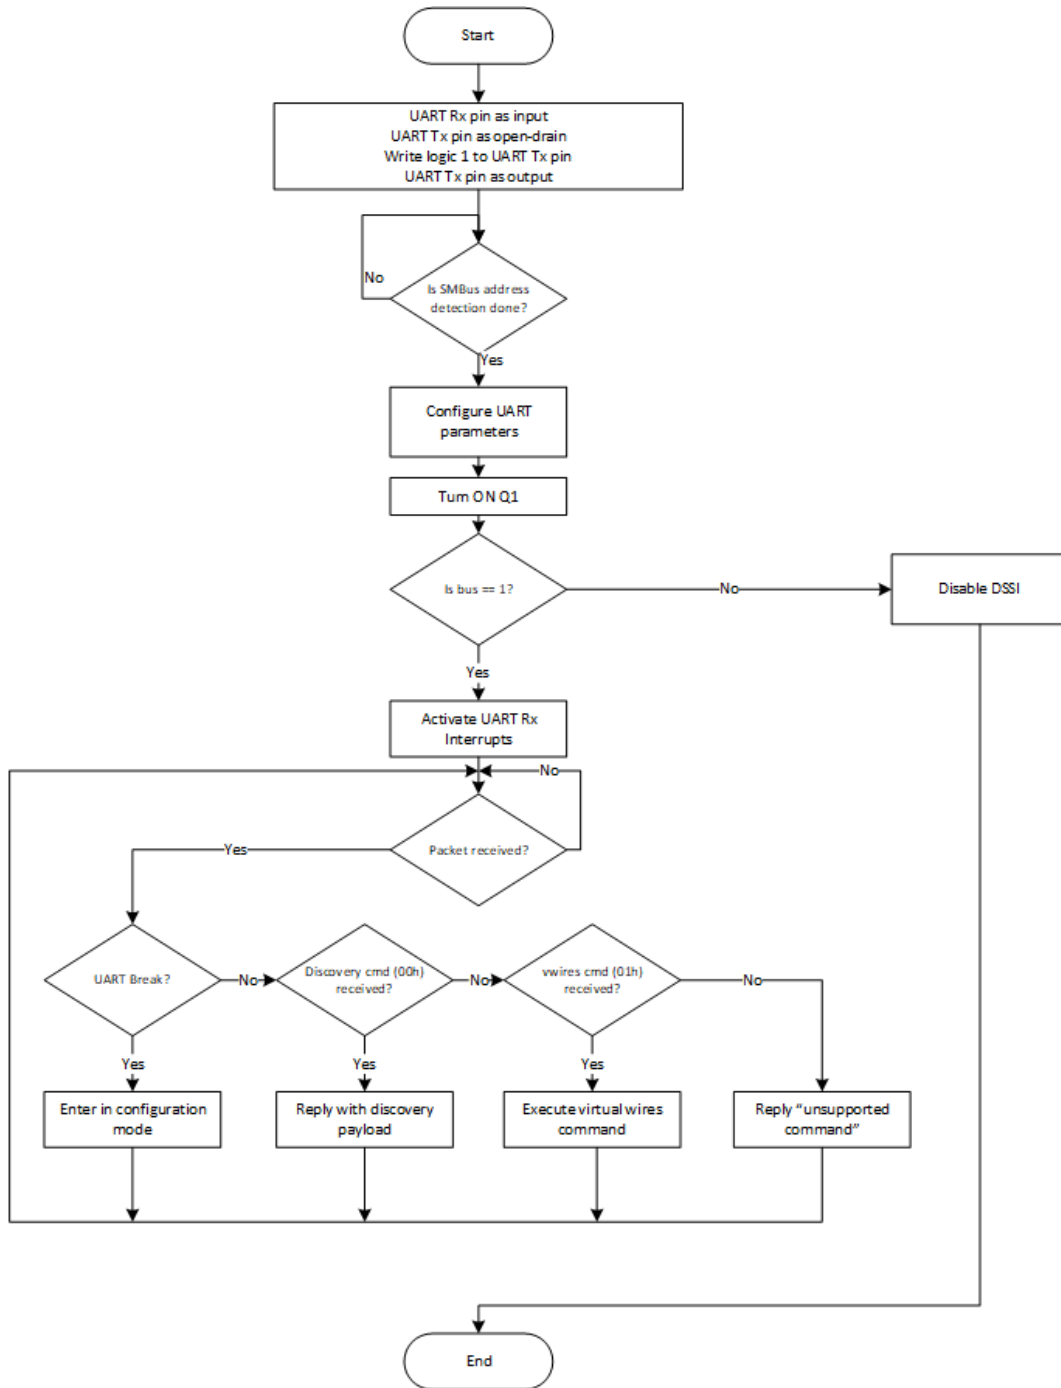 Start
UART Rx pin as input
UART Tx pin as open-drain
Write logic 1 to UART Tx pin
UART Tx pin as output
No
Is SMBus address
detection done?
Yes
Configure UART
parameters
Turn ON Q1
Is bus == 1?
No
Disable DSSI
Yes
Activate UART Rx
Interrupts
No
Packet received?
Yes
UART Break?
No
Discovery cmd (00h)
received?
No
vwires cmd (01h)
received?
No
Yes
Yes
Yes
Enter in configuration
mode
Reply with discovery
payload
Execute virtual wires
command
Reply “unsupported
command”
End